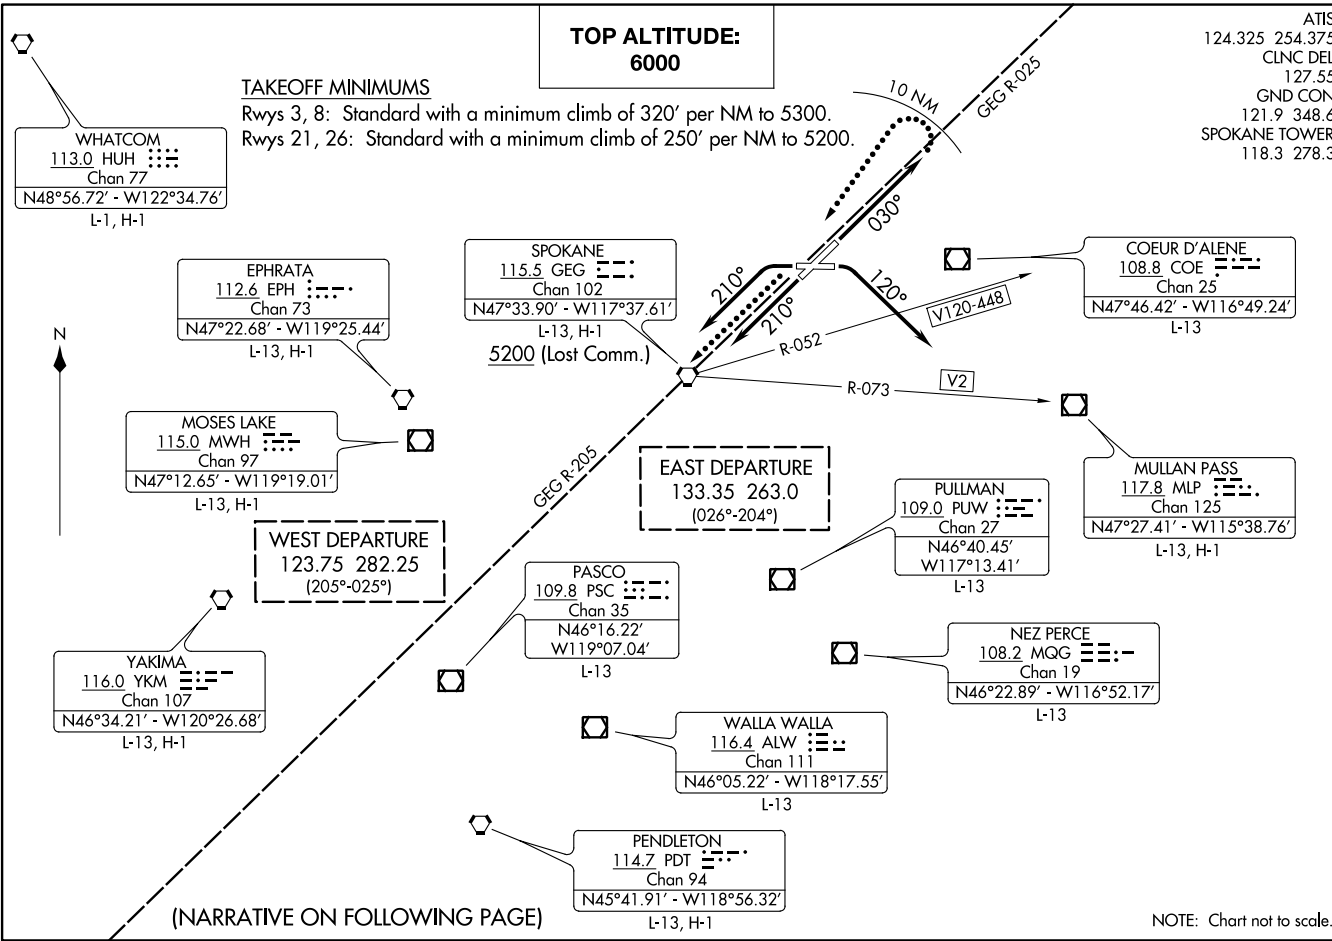 TOP ALTITUDE:
6000
TAKEOFF MINIMUMS
Rwys 3, 8: Standard with a minimum climb of 320' per NM to 5300.
Rwys 21, 26: Standard with a minimum climb of 250' per NM to 5200.
ATIS
124.325 254.375
CLNC DEL
127.55
GND CON
121.9 348.6
SPOKANE TOWER
118.3 278.3
WHATCOM
113.0 HUH
Chan 77
N48°56.72' - W122°34.76'
L-1, H-1
10 NM
GEG R-025
030°
EPHRATA
112.6 EPH
Chan 73
N47°22.68' - W119°25.44'
L-13, H-1
SPOKANE
115.5 GEG
Chan 102
N47°33.90' - W117°37.61'
L-13, H-1
5200 (Lost Comm.)
210°
210°
120°
COEUR D'ALENE
108.8 COE
Chan 25
N47°46.42' - W116°49.24'
L-13
V120-448
R-052
N
R-073
V2
MOSES LAKE
115.0 MWH
Chan 97
N47°12.65' - W119°19.01'
L-13, H-1
GEG R-205
EAST DEPARTURE
133.35 263.0
(026°-204°)
MULLAN PASS
117.8 MLP
Chan 125
N47°27.41' - W115°38.76'
L-13, H-1
PULLMAN
109.0 PUW
Chan 27
N46°40.45'
W117°13.41'
L-13
WEST DEPARTURE
123.75 282.25
(205°-025°)
PASCO
109.8 PSC
Chan 35
N46°16.22'
W119°07.04'
L-13
NEZ PERCE
108.2 MQG
Chan 19
N46°22.89' - W116°52.17'
L-13
YAKIMA
116.0 YKM
Chan 107
N46°34.21' - W120°26.68'
L-13, H-1
WALLA WALLA
116.4 ALW
Chan 111
N46°05.22' - W118°17.55'
L-13
PENDLETON
114.7 PDT
Chan 94
N45°41.91' - W118°56.32'
L-13, H-1
(NARRATIVE ON FOLLOWING PAGE)
NOTE: Chart not to scale.